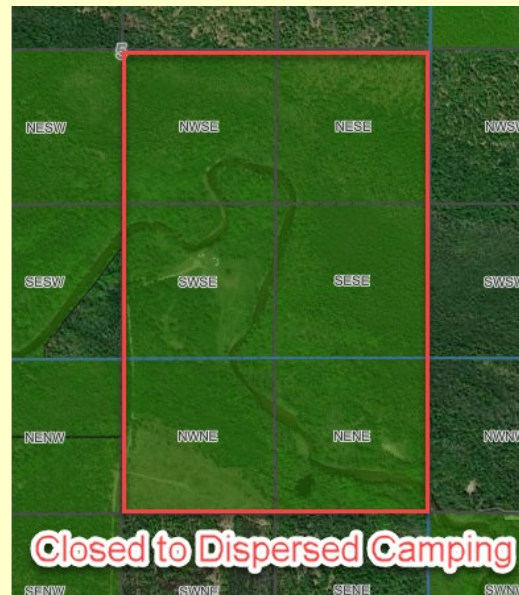 5
NESW NWSE NESE NWSW
SESW SWSE SESE SWSW
NENW NWNE NENE NWNW
Closed to Dispersed Camping
SENW SWNE SENE SWNW